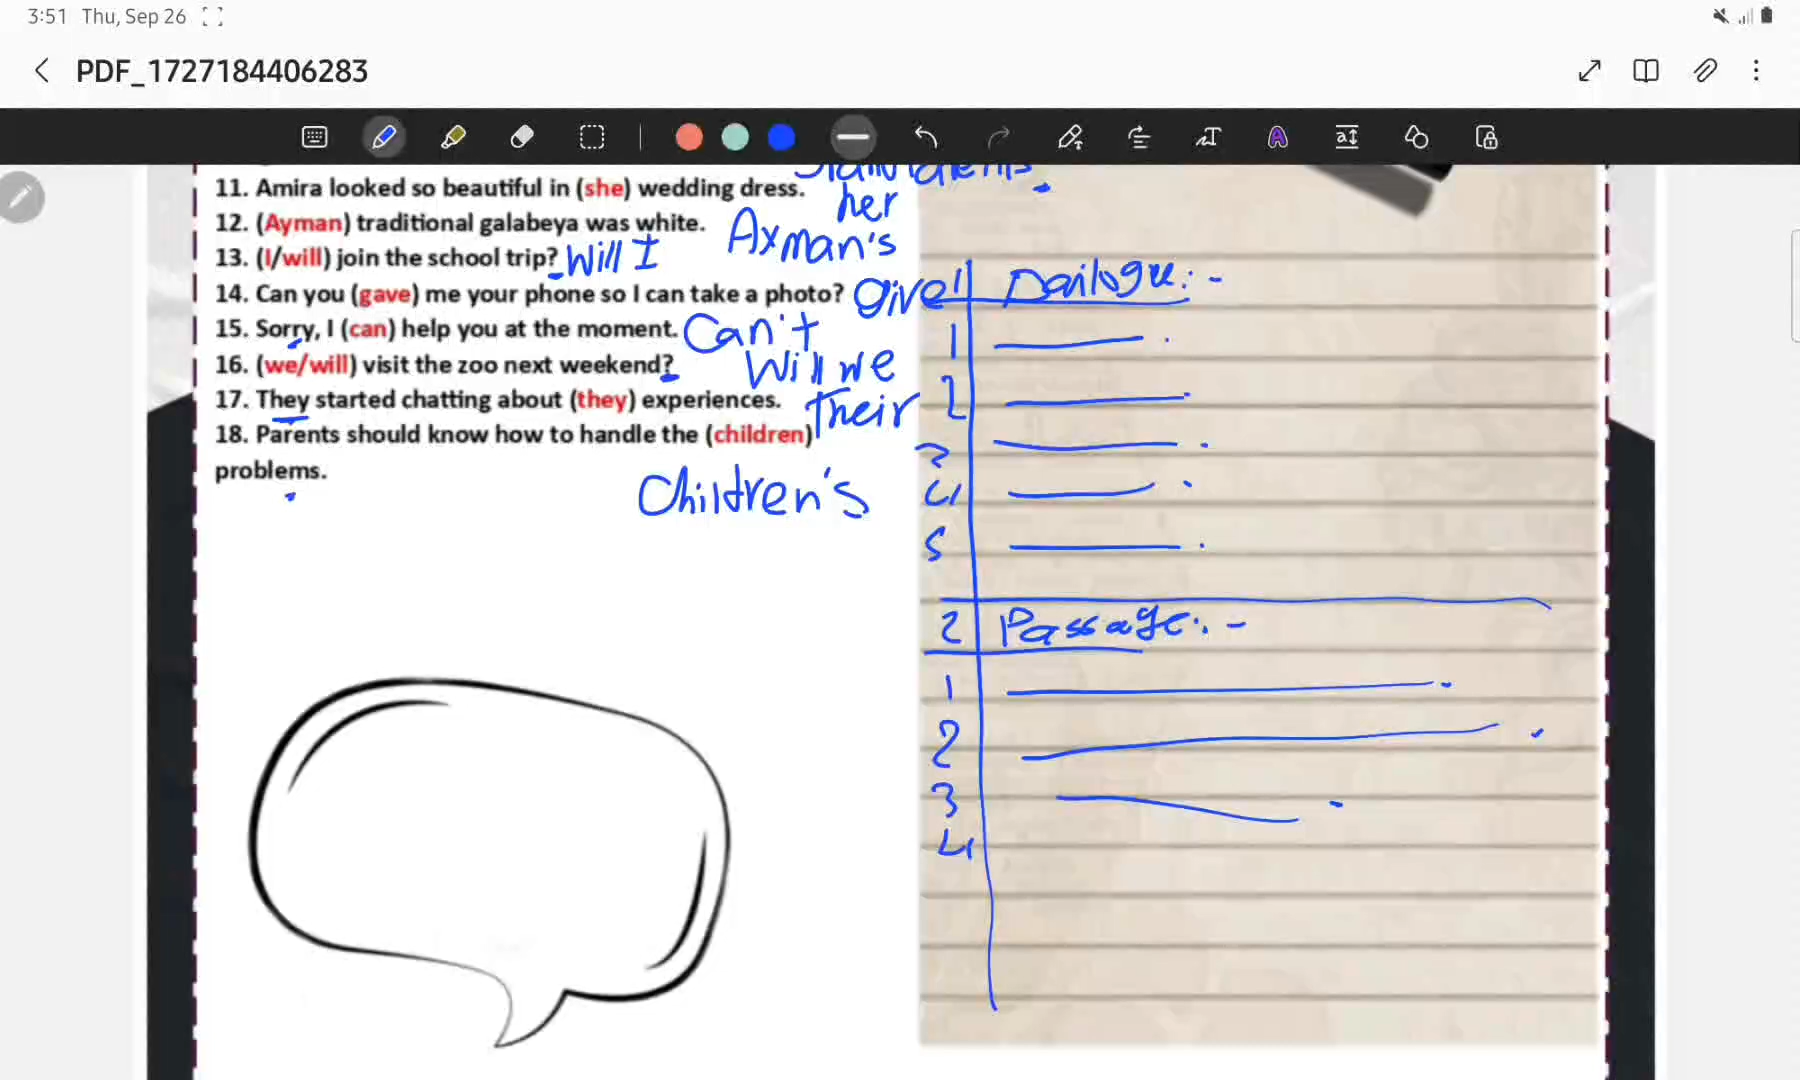 3:51 Thu, Sep 26
PDF_1727184406283
11. Amira looked so beautiful in (she) wedding dress.
her
12. (Ayman) traditional galabeya was white.
Axman's
13. (I/will) join the school trip? Will I
14. Can you (gave) me your phone so I can take a photo? give
15. Sorry, I (can) help you at the moment. Can't
16. (we/will) visit the zoo next weekend? Will we
17. They started chatting about (they) experiences. Their
18. Parents should know how to handle the (children)
problems.
Children's
1 Dailogue:-
1
2
3
4
5
2 Passage:-
1
2
3
4